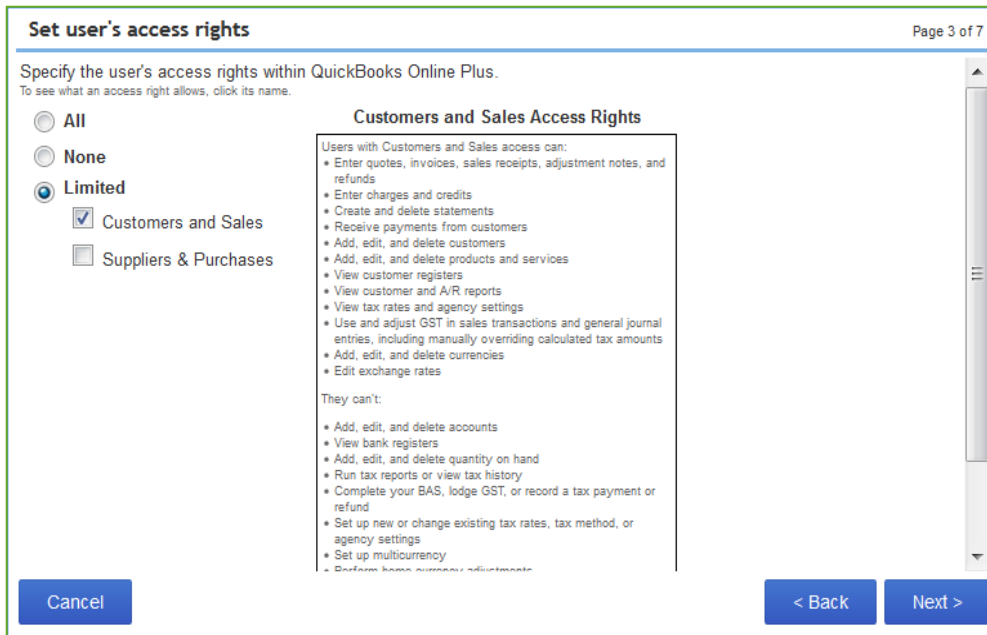 Set user's access rights
Page 3 of 7
Specify the user's access rights within QuickBooks Online Plus.
To see what an access right allows, click its name.
All
None
Limited
Customers and Sales
Suppliers & Purchases
Customers and Sales Access Rights
Users with Customers and Sales access can:
• Enter quotes, invoices, sales receipts, adjustment notes, and
refunds
• Enter charges and credits
• Create and delete statements
• Receive payments from customers
• Add, edit, and delete customers
• Add, edit, and delete products and services
• View customer registers
• View customer and A/R reports
• View tax rates and agency settings
• Use and adjust GST in sales transactions and general journal
entries, including manually overriding calculated tax amounts
• Add, edit, and delete currencies
• Edit exchange rates
They can't:
• Add, edit, and delete accounts
• View bank registers
• Add, edit, and delete quantity on hand
• Run tax reports or view tax history
• Complete your BAS, lodge GST, or record a tax payment or
refund
• Set up new or change existing tax rates, tax method, or
agency settings
• Set up multicurrency
• Perform home currency adjustments
Cancel
< Back
Next >